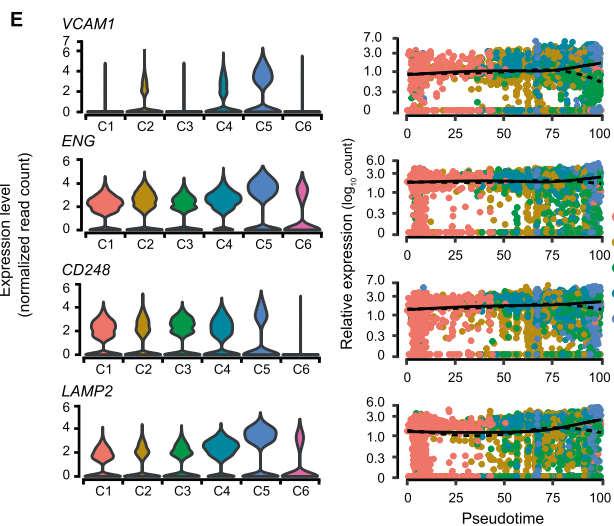 E
Expression level
(normalized read count)
VCAM1
7
6
4
2
0
C1 C2 C3 C4 C5 C6
ENG
6
4
2
0
C1 C2 C3 C4 C5 C6
CD248
6
4
2
0
C1 C2 C3 C4 C5 C6
LAMP2
6
4
2
0
C1 C2 C3 C4 C5 C6
Relative expression (log10count)
7.0
3.0
1.0
0.3
0
0 25 50 75 100
6.0
3.0
1.0
0.3
0
0 25 50 75 100
7.0
3.0
1.0
0.3
0
0 25 50 75 100
6.0
3.0
1.0
0.3
0
0 25 50 75 100
Pseudotime